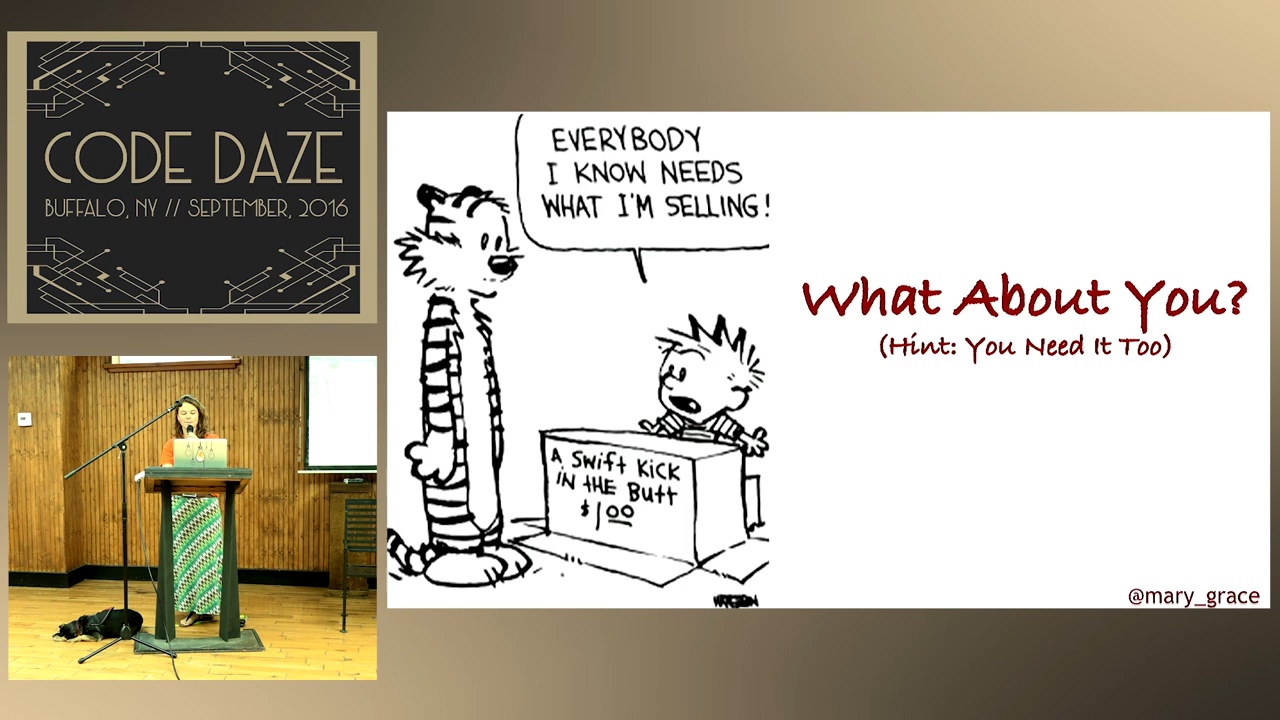 CODE DAZE
BUFFALO, NY // SEPTEMBER, 2016
EVERYBODY
I KNOW NEEDS
WHAT I'M SELLING!
A SWIFT KICK
IN THE BUTT
$1.00
What About You?
(Hint: You Need It Too)
@mary_grace